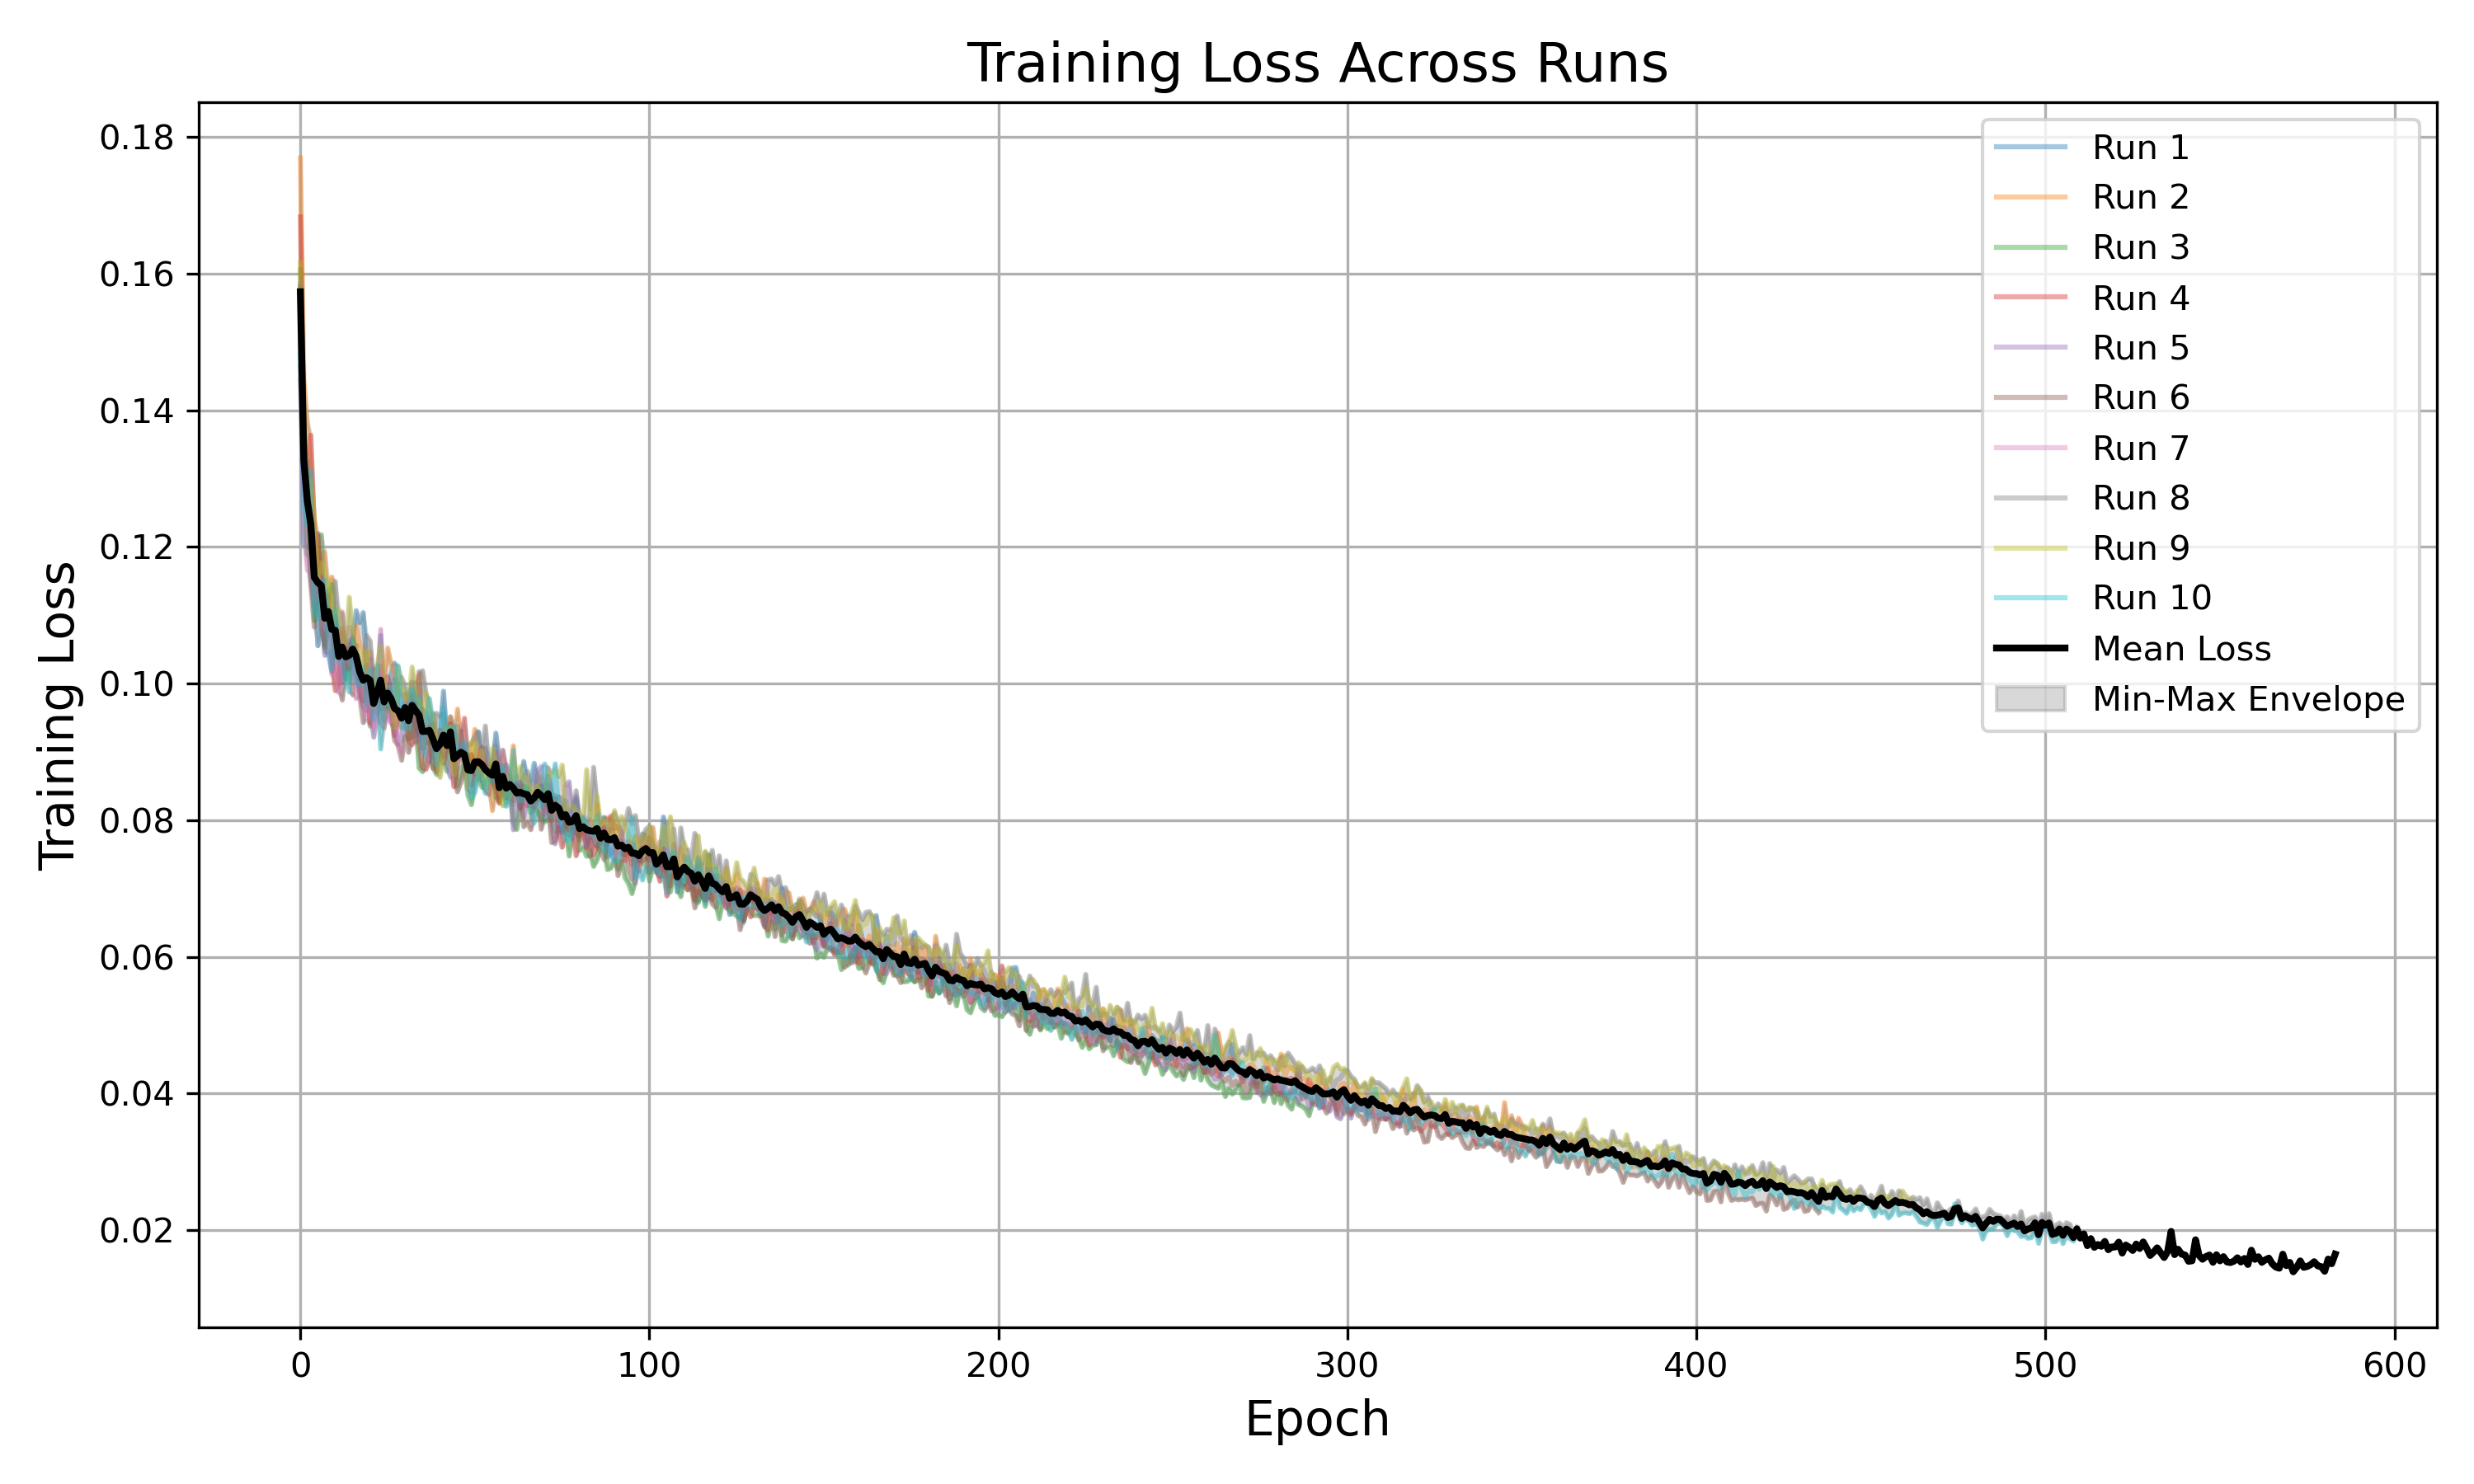 Training Loss Across Runs
Training Loss
0.18
0.16
0.14
0.12
0.10
0.08
0.06
0.04
0.02
Run 1
Run 2
Run 3
Run 4
Run 5
Run 6
Run 7
Run 8
Run 9
Run 10
Mean Loss
Min-Max Envelope
0 100 200 300 400 500 600
Epoch